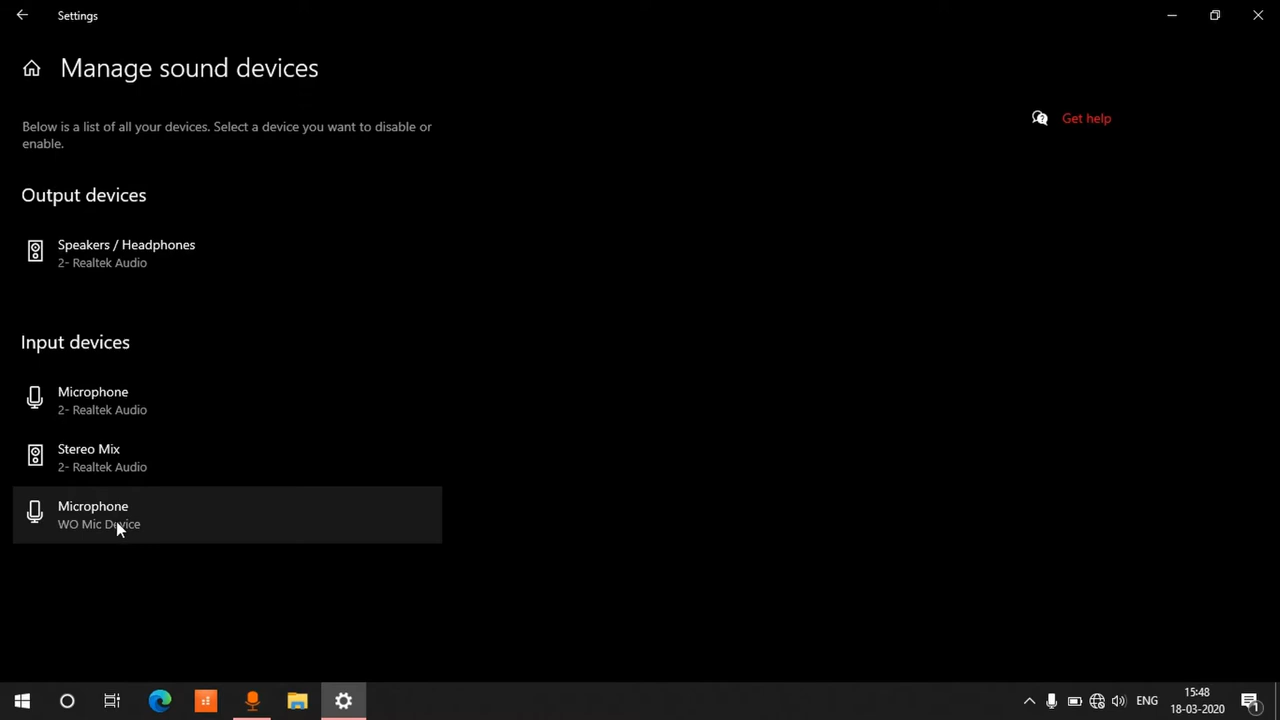 Settings
Manage sound devices
Below is a list of all your devices. Select a device you want to disable or
enable.
Get help
Output devices
Speakers / Headphones
2- Realtek Audio
Input devices
Microphone
2- Realtek Audio
Stereo Mix
2- Realtek Audio
Microphone
WO Mic Device
ENG
15:48
18-03-2020
1